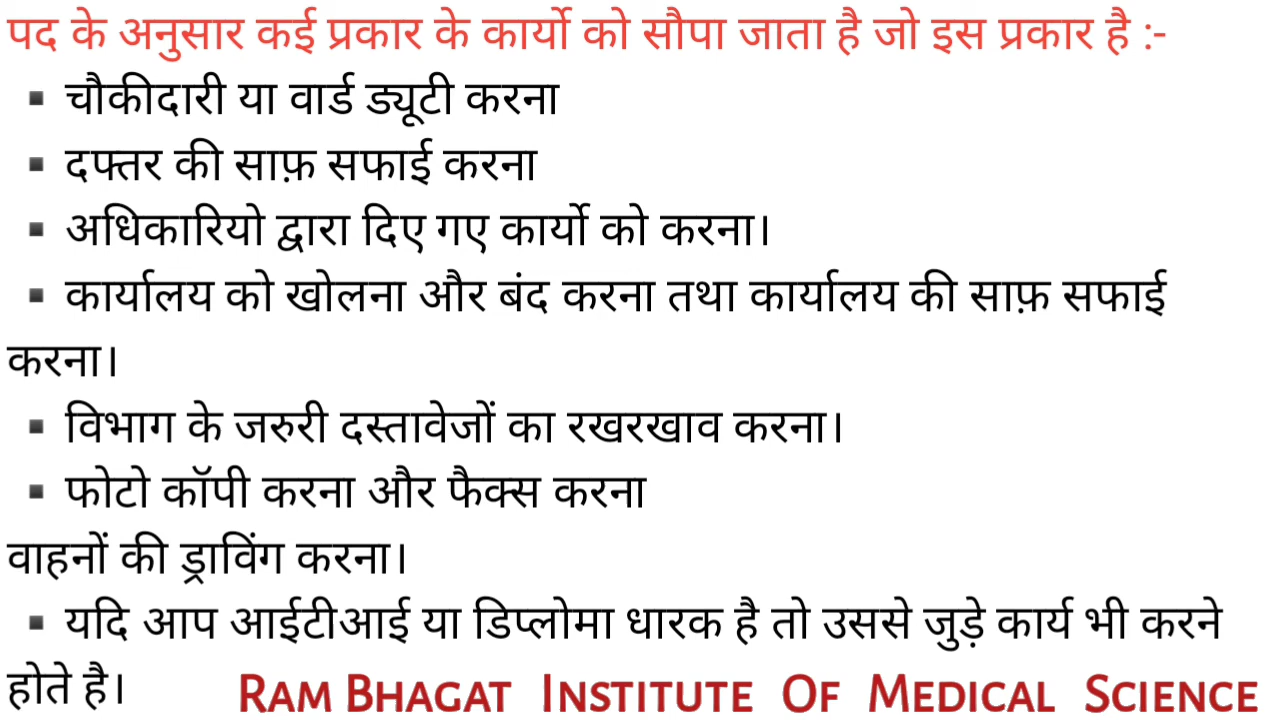 पद के अनुसार कई प्रकार के कार्यो को सौपा जाता है जो इस प्रकार है :-
▪ चौकीदारी या वार्ड ड्यूटी करना
▪ दफ्तर की साफ़ सफाई करना
▪ अधिकारियो द्वारा दिए गए कार्यो को करना।
▪ कार्यालय को खोलना और बंद करना तथा कार्यालय की साफ़ सफाई
करना।
▪ विभाग के जरुरी दस्तावेजों का रखरखाव करना।
▪ फोटो कॉपी करना और फैक्स करना
वाहनों की ड्राविंग करना।
▪ यदि आप आईटीआई या डिप्लोमा धारक है तो उससे जुड़े कार्य भी करने
होते है।
RAM BHAGAT INSTITUTE OF MEDICAL SCIENCE